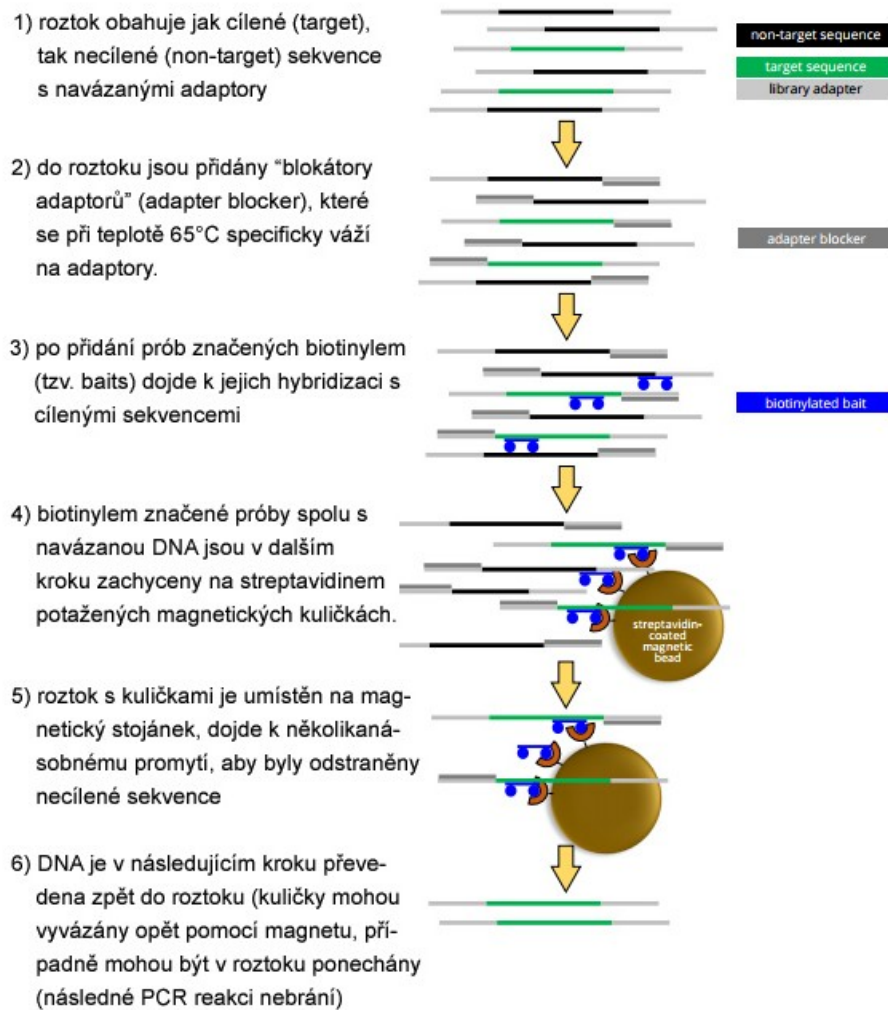 1) roztok obahuje jak cílené (target),
tak necílené (non-target) sekvence
s navázanými adaptory
non-target sequence
target sequence
library adapter
2) do roztoku jsou přidány “blokátory
adaptorů” (adapter blocker), které
se při teplotě 65°C specificky váží
na adaptory.
adapter blocker
3) po přidání prób značených biotinylem
(tzv. baits) dojde k jejich hybridizaci s
cílenými sekvencemi
biotinylated bait
4) biotinylem značené próby spolu s
navázanou DNA jsou v dalším
kroku zachyceny na streptavidinem
potažených magnetických kuličkách.
streptavidin-
coated
magnetic
bead
5) roztok s kuličkami je umístěn na mag-
netický stojánek, dojde k několikaná-
sobnému promytí, aby byly odstraněny
necílené sekvence
6) DNA je v následujícím kroku převe-
dena zpět do roztoku (kuličky mohou
vyvázány opět pomocí magnetu, pří-
padně mohou být v roztoku ponechány
(následné PCR reakci nebrání)